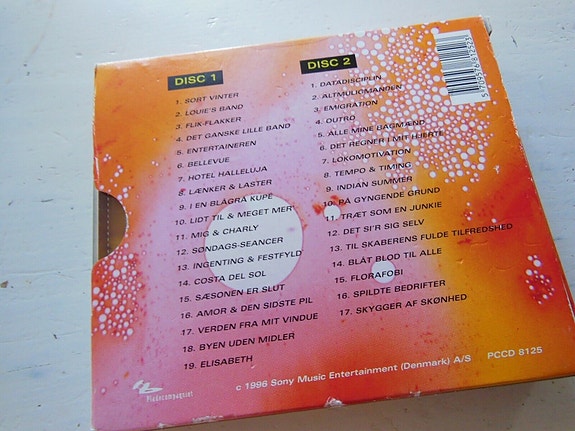 DISC 1
1. SORT VINTER
2. LOUIE'S BAND
3. FLIK-FLAKKER
4. DET GANSKE LILLE BAND
5. ENTERTAINEREN
6. BELLEVUE
7. HOTEL HALLELUJA
8. LÆNKER & LASTER
9. I EN BLÅGRÅ KUPÉ
10. LIDT TIL & MEGET MER
11. MIG & CHARLY
12. SØNDAGS-SEANCER
13. INGENTING & FESTFYLD
14. COSTA DEL SOL
15. SÆSONEN ER SLUT
16. AMOR & DEN SIDSTE PIL
17. VERDEN FRA MIT VINDUE
18. BYEN UDEN MIDLER
19. ELISABETH
DISC 2
1. DATADISCIPLIN
2. ALTMULIGMANDEN
3. EMIGRATION
4. OUTRO
5. ALLE MINE BAGMÆND
6. DET REGNER I MIT HJERTE
7. LOKOMOTIVATION
8. TEMPO & TIMING
9. INDIAN SUMMER
10. PÅ GYNGENDE GRUND
11. TRÆT SOM EN JUNKIE
12. DET SI'R SIG SELV
13. TIL SKABERENS FULDE TILFREDSHED
14. BLÅT BLOD TIL ALLE
15. FLORAFOBI
16. SPILDTE BEDRIFTER
17. SKYGGER AF SKØNHED
Pladecompagniet
c 1996 Sony Music Entertainment (Denmark) A/S
PCCD 8125